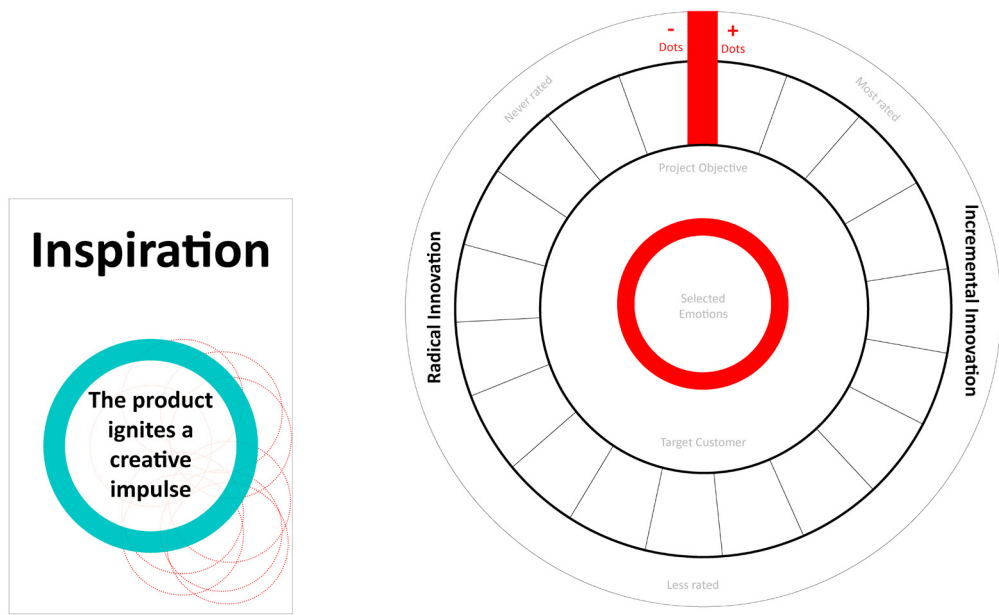 Inspiration
The product
ignites a
creative
impulse
-
Dots
+
Dots
Never rated
Most rated
Project Objective
Radical Innovation
Incremental Innovation
Selected
Emotions
Target Customer
Less rated